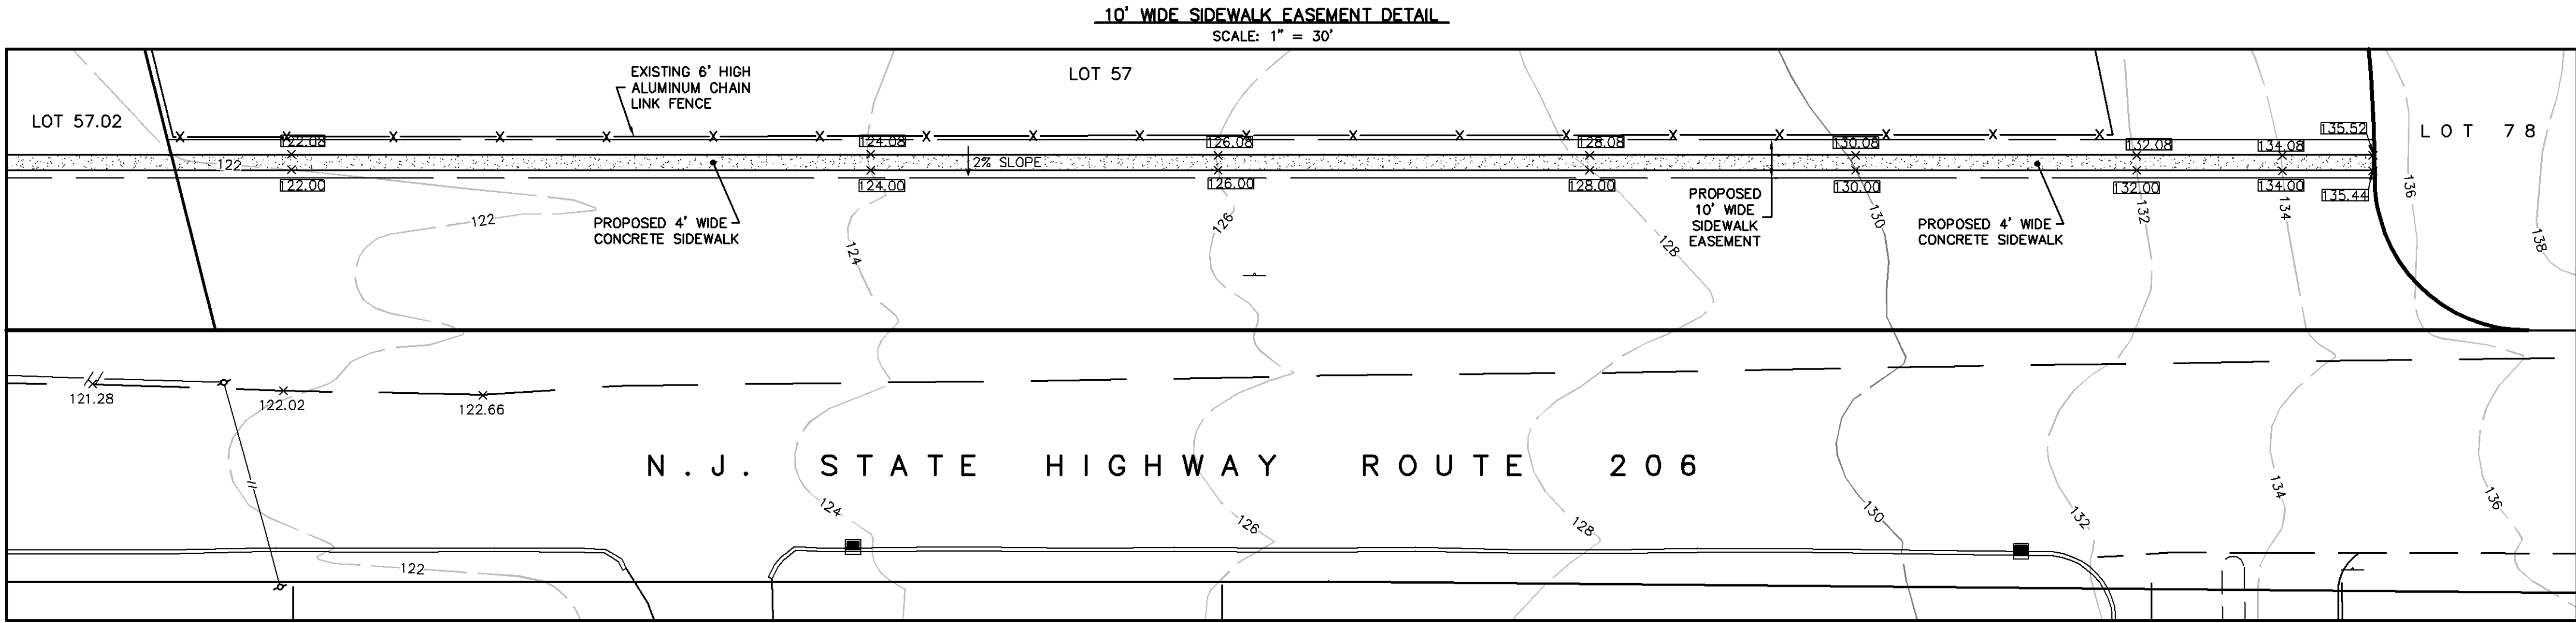 10' WIDE SIDEWALK EASEMENT DETAIL
SCALE: 1" = 30'
EXISTING 6' HIGH
ALUMINUM CHAIN
LINK FENCE
LOT 57
LOT 57.02
LOT 78
122.08
124.08
126.08
128.08
130.08
132.08
134.08
135.52
122
2% SLOPE
122.00
124.00
126.00
128.00
130.00
132.00
134.00
135.44
136
PROPOSED 4' WIDE
CONCRETE SIDEWALK
PROPOSED
10' WIDE
SIDEWALK
EASEMENT
PROPOSED 4' WIDE
CONCRETE SIDEWALK
122
124
126
128
130
132
134
138
121.28
122.02
122.66
N.J. STATE HIGHWAY ROUTE 206
124
126
128
130
132
134
136
122